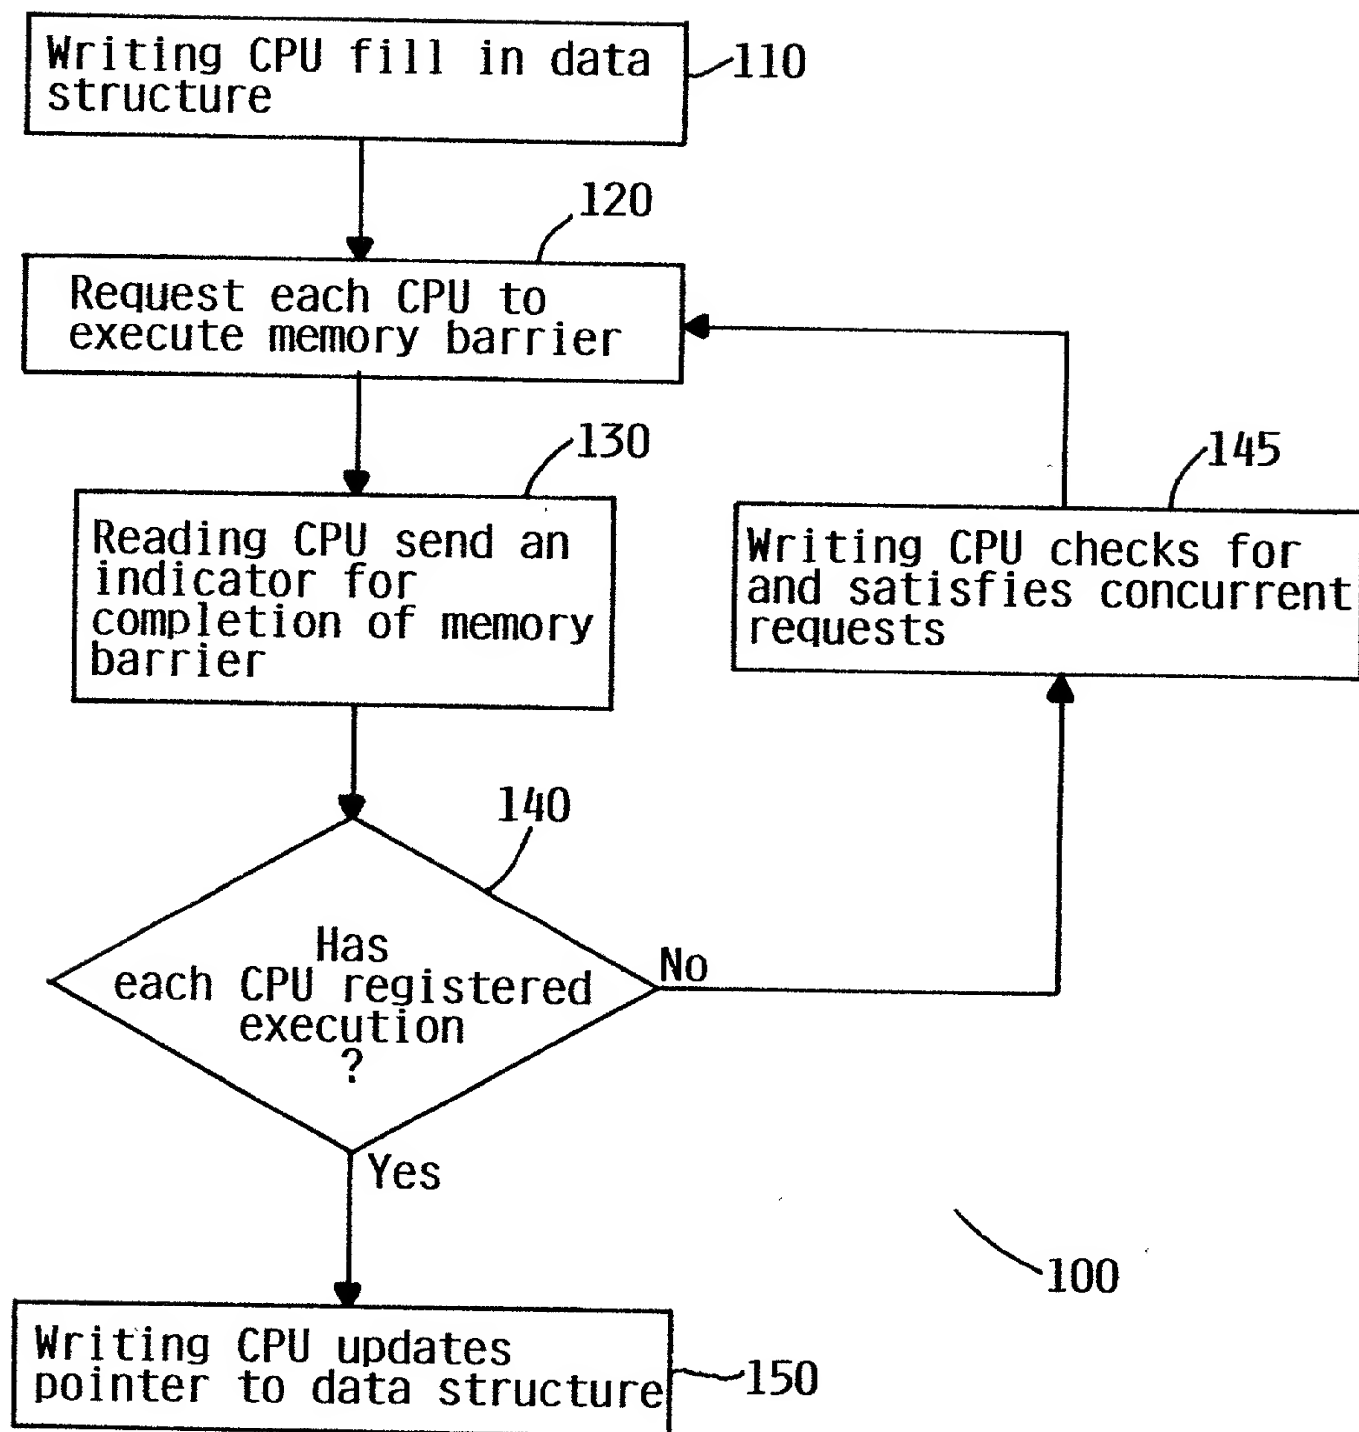 Writing CPU fill in data
structure
110
120
Request each CPU to
execute memory barrier
130
Reading CPU send an
indicator for
completion of memory
barrier
145
Writing CPU checks for
and satisfies concurrent
requests
140
Has
each CPU registered
execution
?
No
Yes
100
Writing CPU updates
pointer to data structure
150